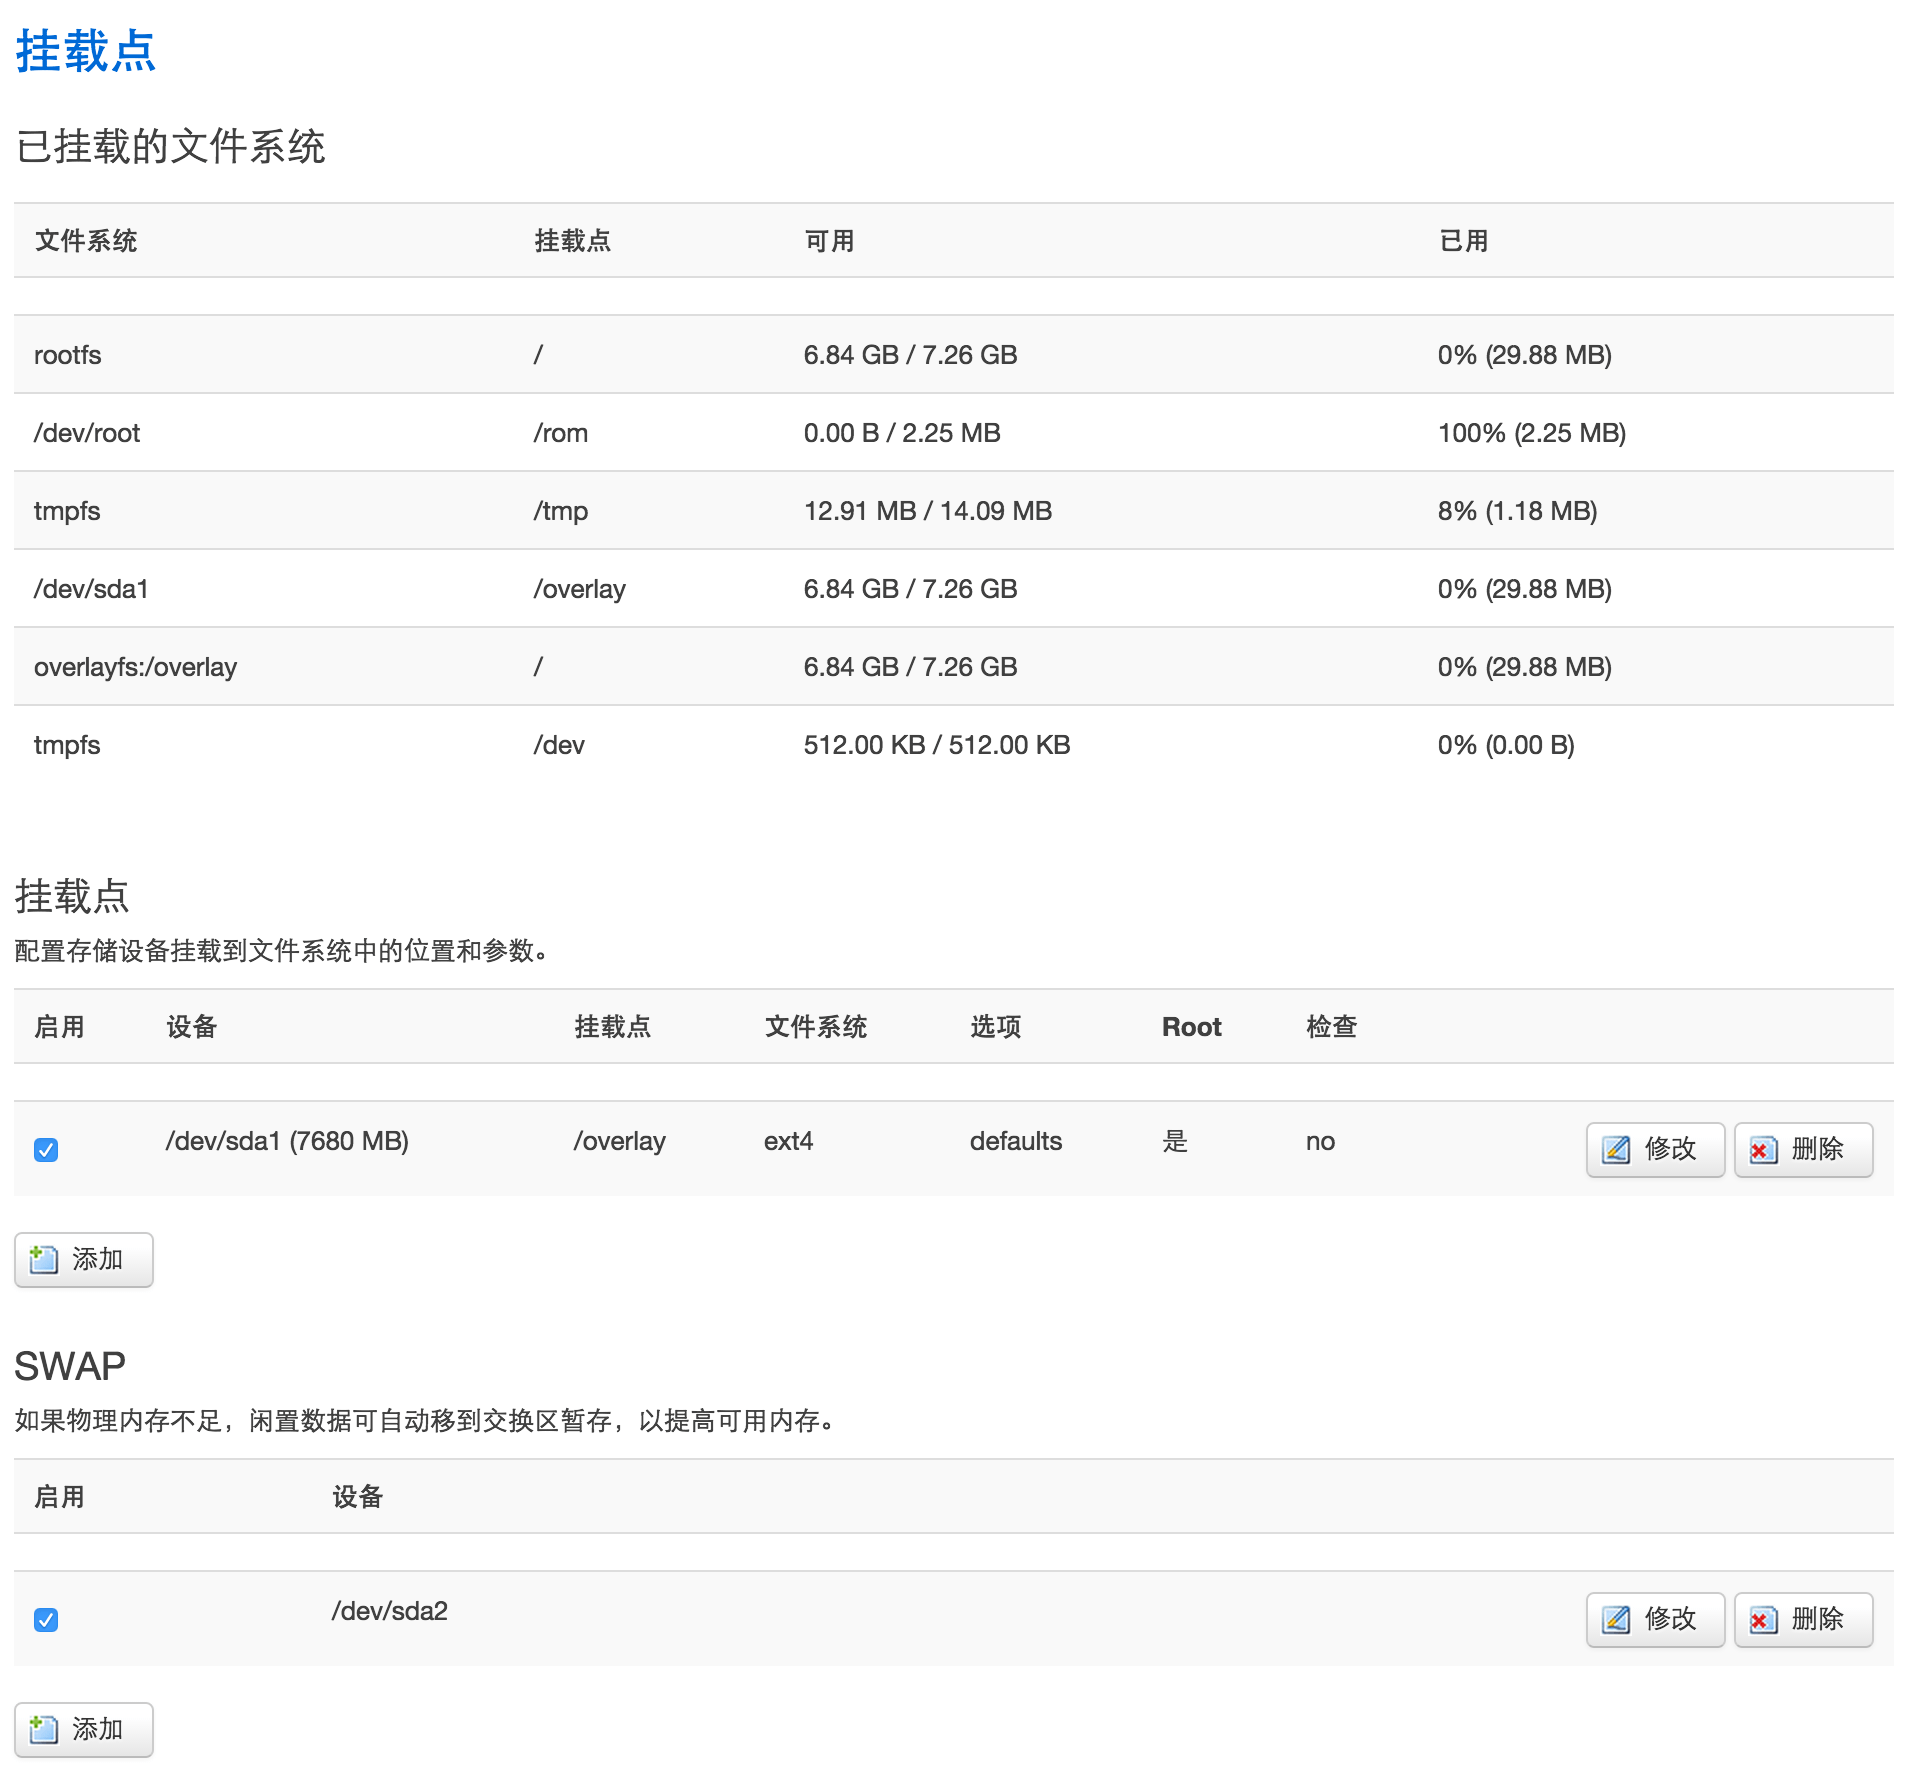 挂载点
已挂载的文件系统
文件系统 挂载点 可用 已用
rootfs / 6.84 GB / 7.26 GB 0% (29.88 MB)
/dev/root /rom 0.00 B / 2.25 MB 100% (2.25 MB)
tmpfs /tmp 12.91 MB / 14.09 MB 8% (1.18 MB)
/dev/sda1 /overlay 6.84 GB / 7.26 GB 0% (29.88 MB)
overlayfs:/overlay / 6.84 GB / 7.26 GB 0% (29.88 MB)
tmpfs /dev 512.00 KB / 512.00 KB 0% (0.00 B)
挂载点
配置存储设备挂载到文件系统中的位置和参数。
启用 设备 挂载点 文件系统 选项 Root 检查
/dev/sda1 (7680 MB) /overlay ext4 defaults 是 no 修改 删除
添加
SWAP
如果物理内存不足，闲置数据可自动移到交换区暂存，以提高可用内存。
启用 设备
/dev/sda2 修改 删除
添加